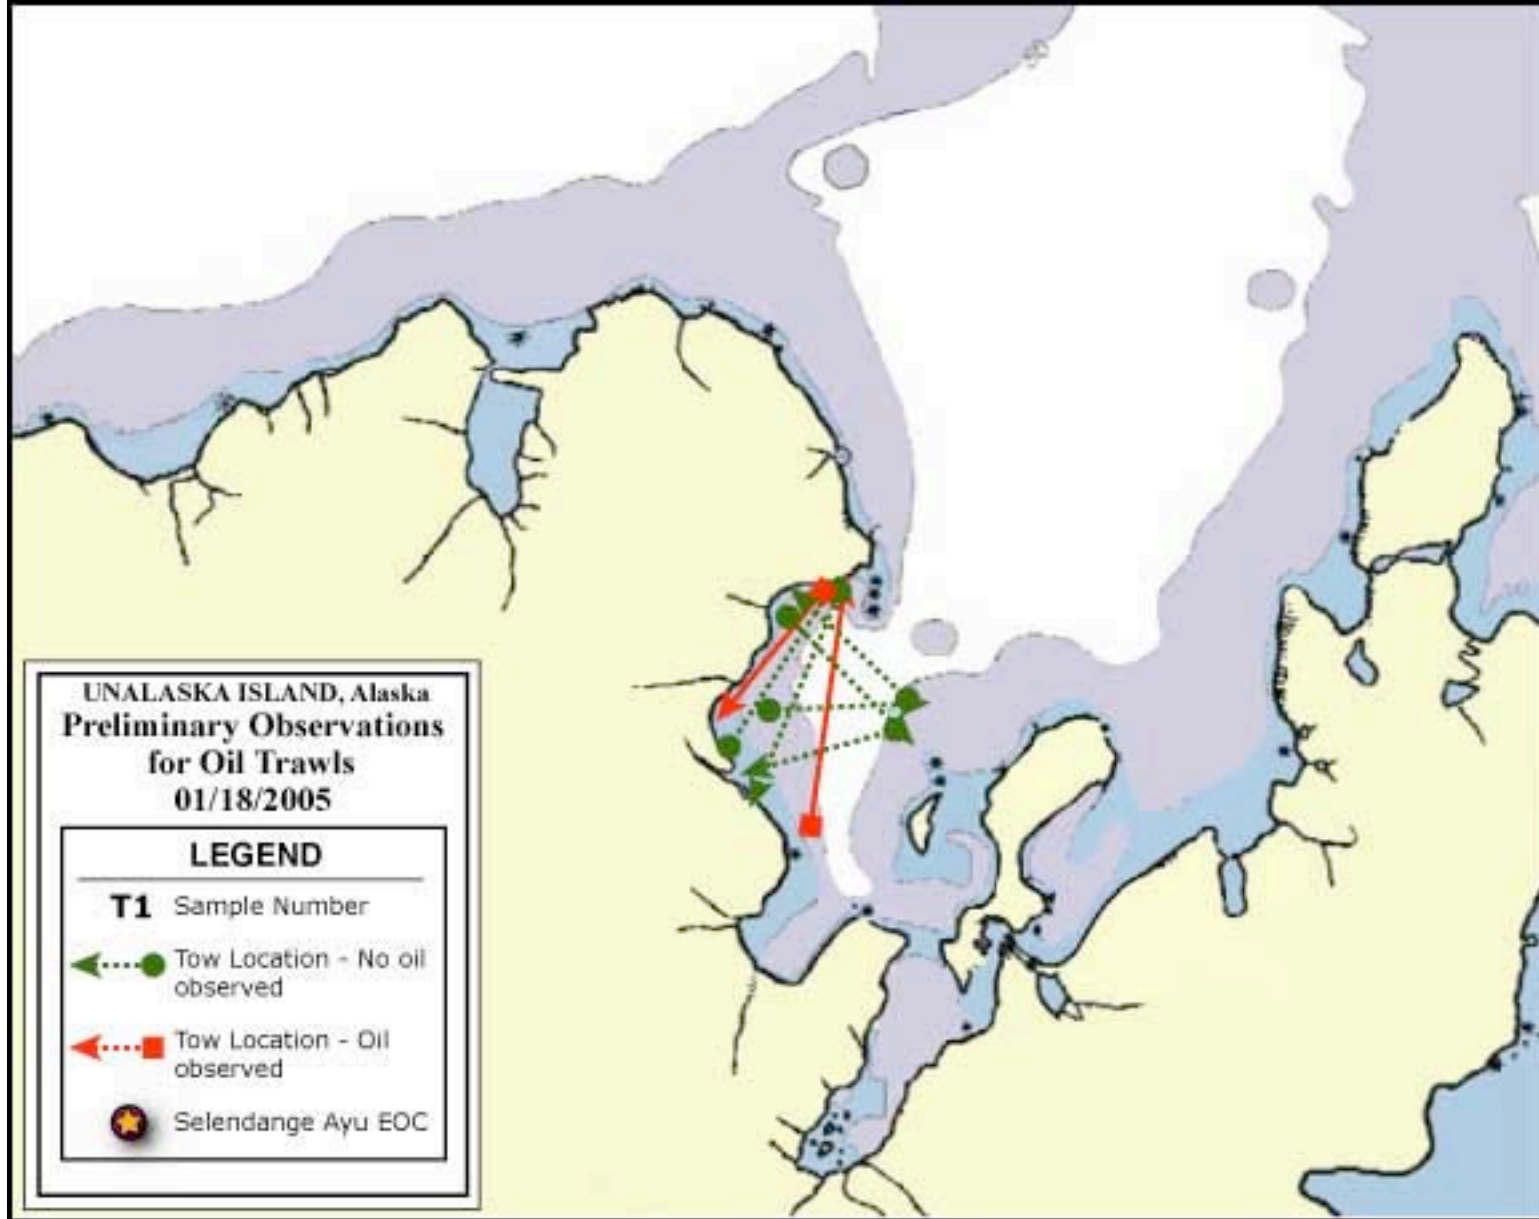 UNALASKA ISLAND, Alaska
Preliminary Observations
for Oil Trawls
01/18/2005
LEGEND
T1 Sample Number
Tow Location - No oil
observed
Tow Location - Oil
observed
Selendange Ayu EOC